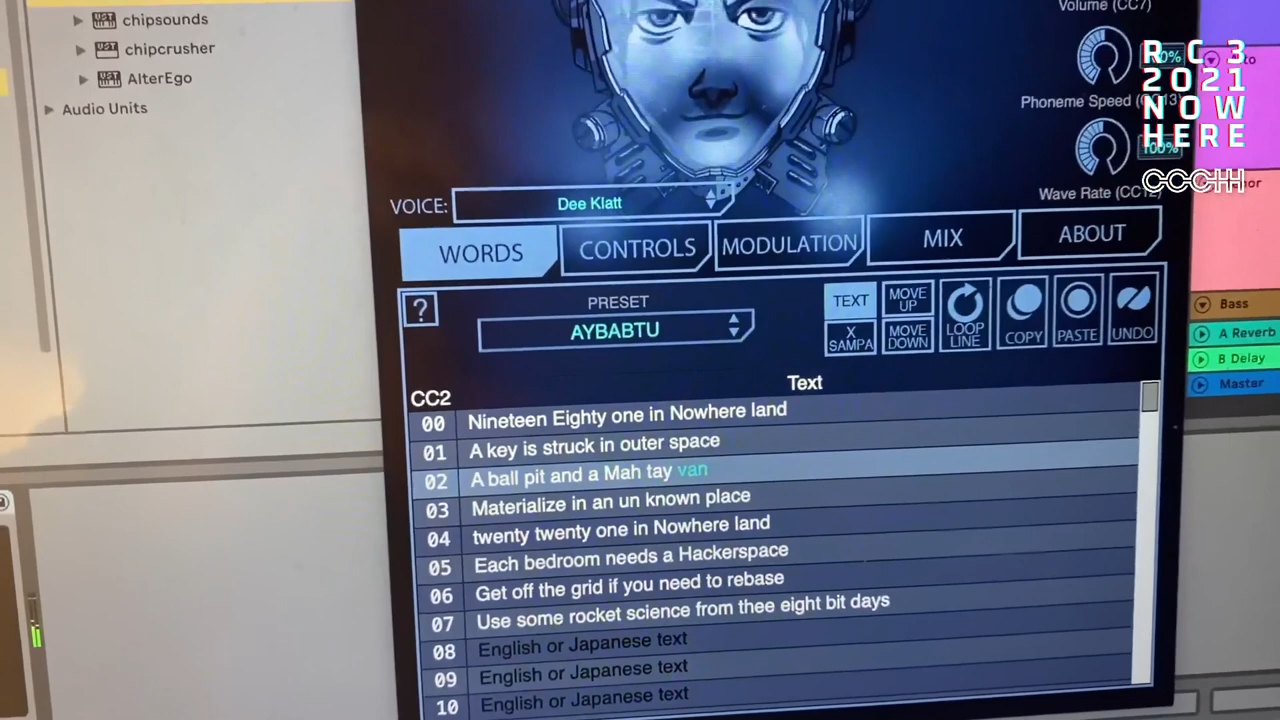 chipsounds
chipcrusher
AlterEgo
Audio Units
Volume (CC7)
Phoneme Speed
Wave Rate
100%
RC3
2021
NOW
HERE
CCCHH
VOICE: Dee Klatt
WORDS CONTROLS MODULATION MIX ABOUT
?
PRESET
AYBABTU
TEXT
X SAMPA
MOVE UP
MOVE DOWN
LOOP LINE
COPY
PASTE
UNDO
CC2 Text
00 Nineteen Eighty one in Nowhere land
01 A key is struck in outer space
02 A ball pit and a Mah tay van
03 Materialize in an un known place
04 twenty twenty one in Nowhere land
05 Each bedroom needs a Hackerspace
06 Get off the grid if you need to rebase
07 Use some rocket science from thee eight bit days
08 English or Japanese text
09 English or Japanese text
10 English or Japanese text
Bass
A Reverb
B Delay
Master